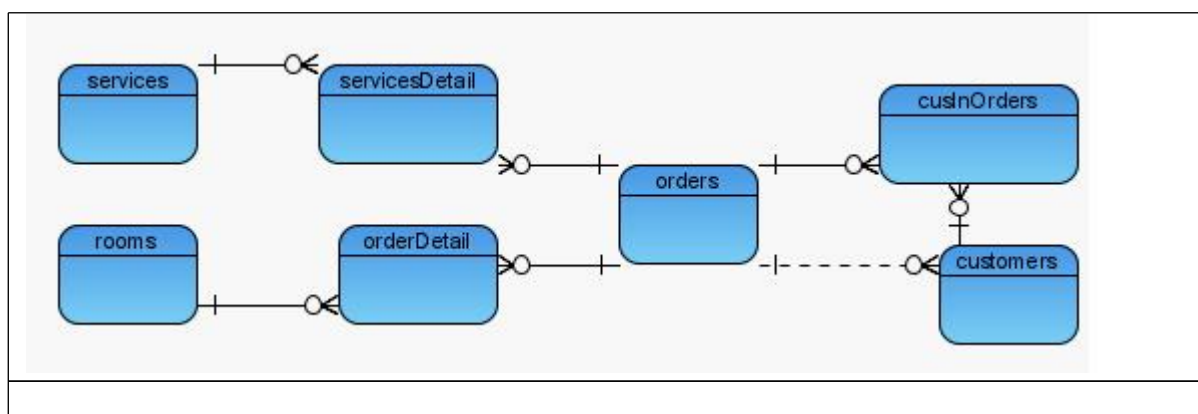 services
servicesDetail
cusInOrders
orders
rooms
orderDetail
customers